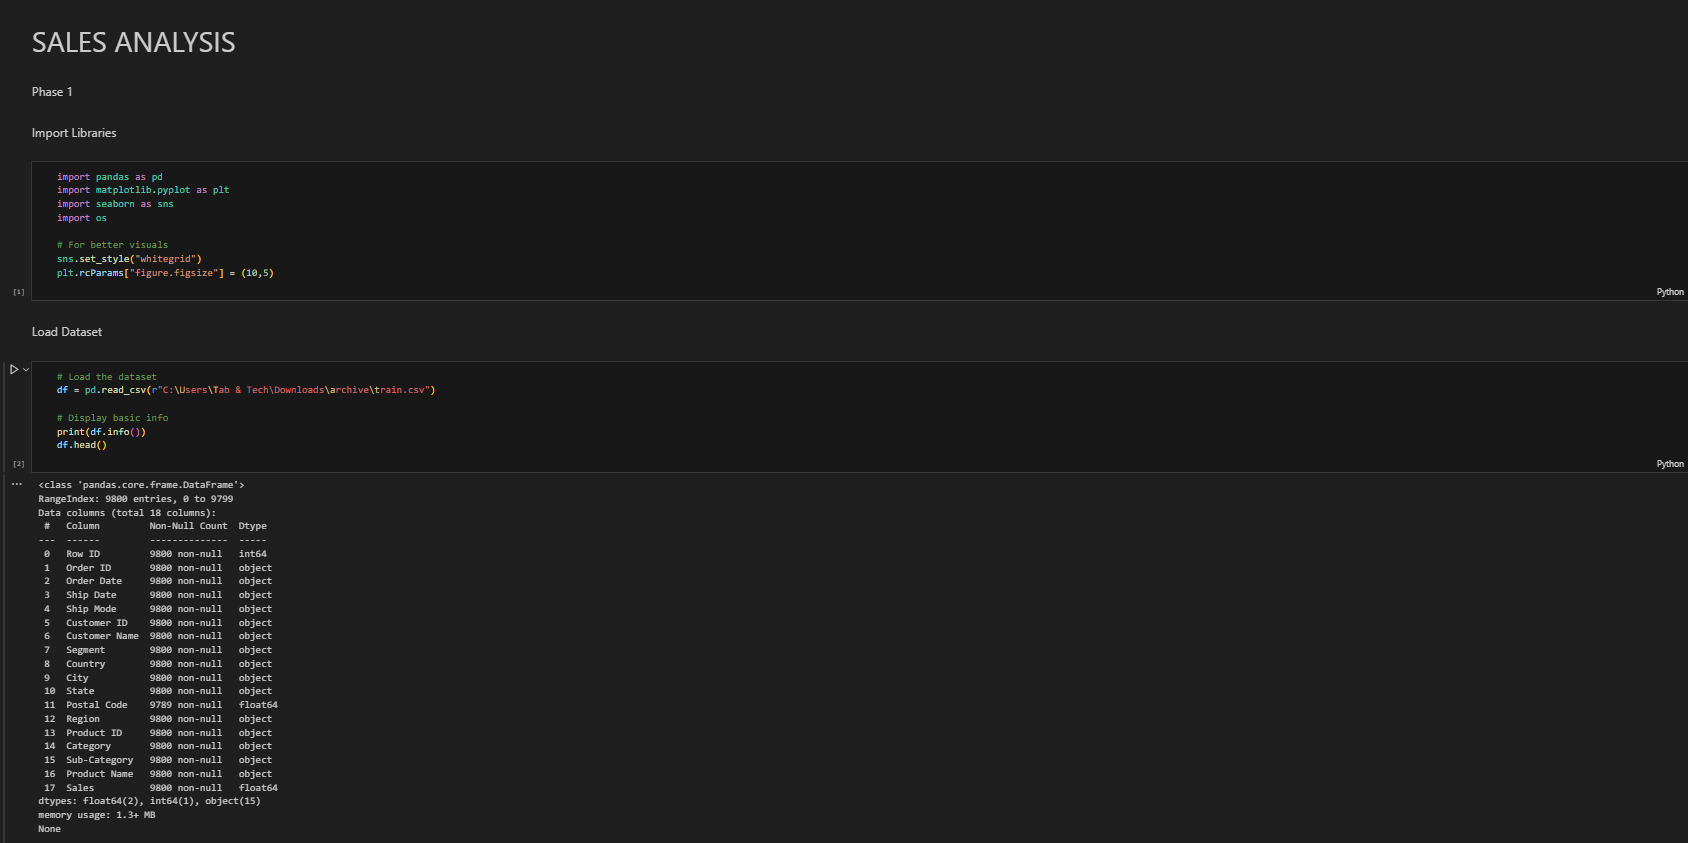 SALES ANALYSIS
Phase 1
Import Libraries
import pandas as pd
import matplotlib.pyplot as plt
import seaborn as sns
import os
# For better visuals
sns.set_style("whitegrid")
plt.rcParams["figure.figsize"] = (10,5)
[1]
Python
Load Dataset
# Load the dataset
df = pd.read_csv(r"C:\Users\Tab & Tech\Downloads\archive\train.csv")
# Display basic info
print(df.info())
df.head()
[2]
Python
<class 'pandas.core.frame.DataFrame'>
RangeIndex: 9800 entries, 0 to 9799
Data columns (total 18 columns):
 #   Column         Non-Null Count  Dtype
---  ------         --------------  -----
 0   Row ID         9800 non-null   int64
 1   Order ID       9800 non-null   object
 2   Order Date     9800 non-null   object
 3   Ship Date      9800 non-null   object
 4   Ship Mode      9800 non-null   object
 5   Customer ID    9800 non-null   object
 6   Customer Name  9800 non-null   object
 7   Segment        9800 non-null   object
 8   Country        9800 non-null   object
 9   City           9800 non-null   object
 10  State          9800 non-null   object
 11  Postal Code    9789 non-null   float64
 12  Region         9800 non-null   object
 13  Product ID     9800 non-null   object
 14  Category       9800 non-null   object
 15  Sub-Category   9800 non-null   object
 16  Product Name   9800 non-null   object
 17  Sales          9800 non-null   float64
dtypes: float64(2), int64(1), object(15)
memory usage: 1.3+ MB
None